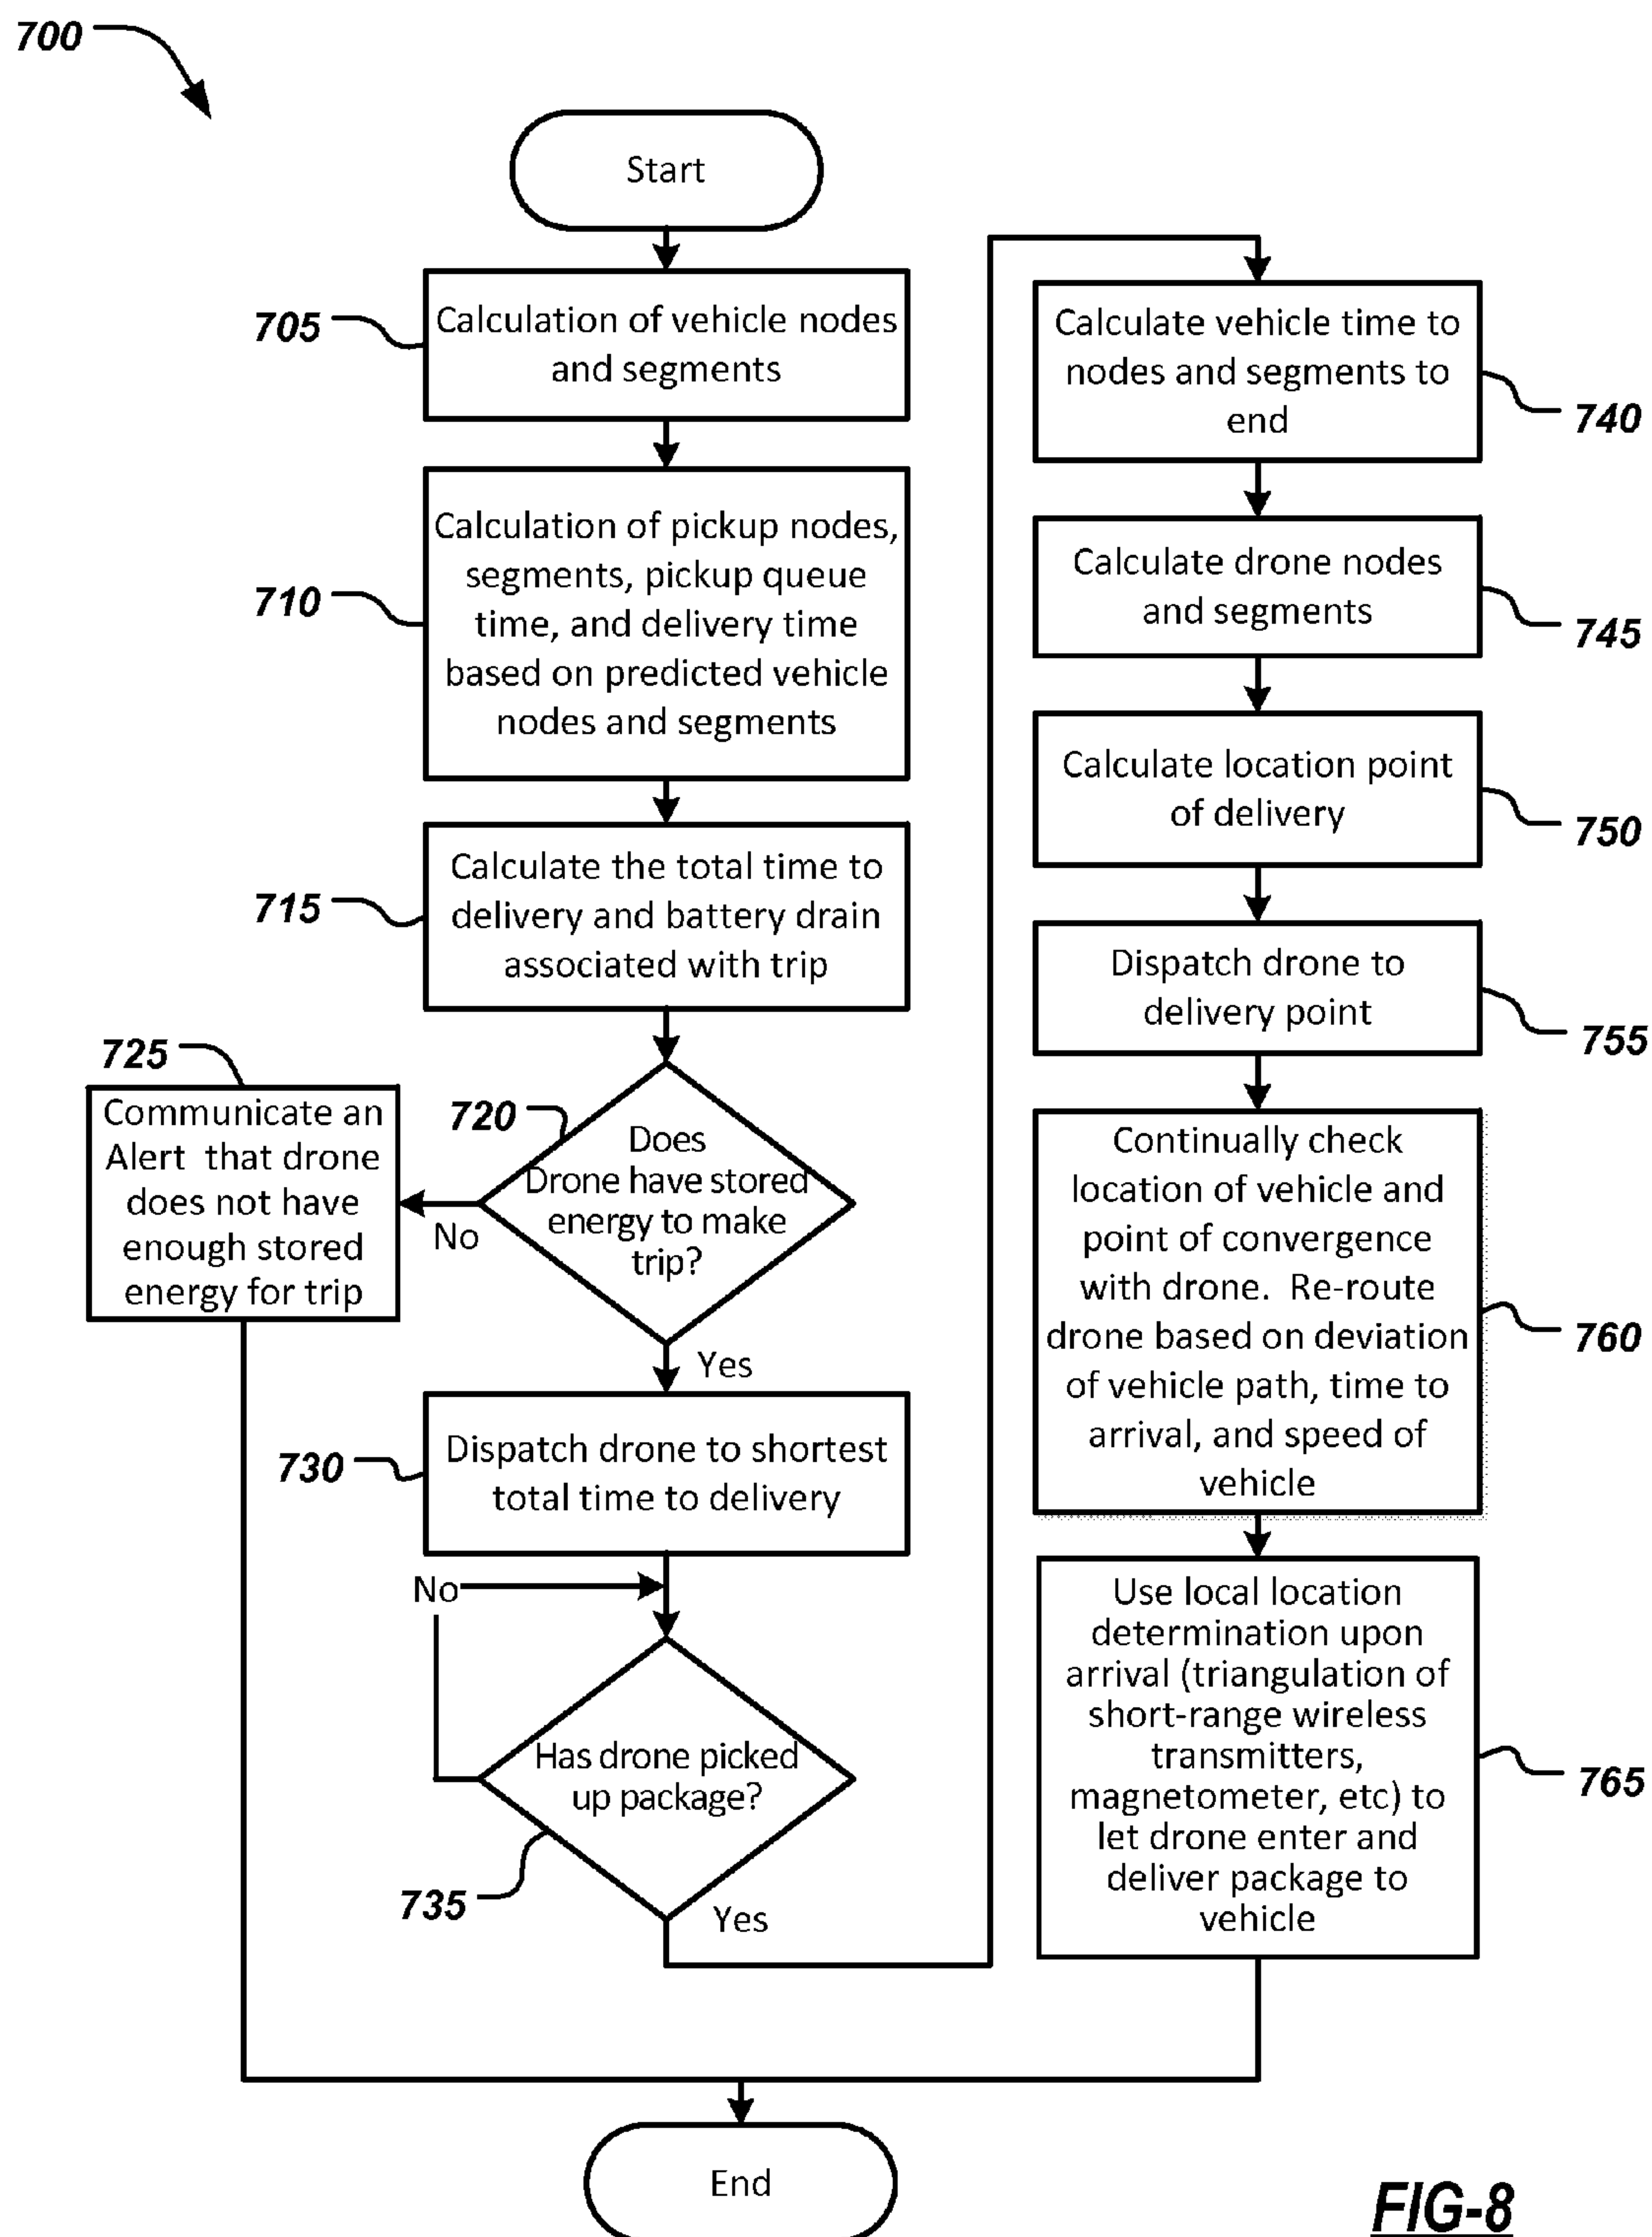 700
Start
705
Calculation of vehicle nodes
and segments
710
Calculation of pickup nodes,
segments, pickup queue
time, and delivery time
based on predicted vehicle
nodes and segments
715
Calculate the total time to
delivery and battery drain
associated with trip
720
Does
Drone have stored
energy to make
trip?
No
725
Communicate an
Alert that drone
does not have
enough stored
energy for trip
Yes
730
Dispatch drone to shortest
total time to delivery
No
Has drone picked
up package?
735
Yes
Calculate vehicle time to
nodes and segments to
end
740
Calculate drone nodes
and segments
745
Calculate location point
of delivery
750
Dispatch drone to
delivery point
755
Continually check
location of vehicle and
point of convergence
with drone. Re-route
drone based on deviation
of vehicle path, time to
arrival, and speed of
vehicle
760
Use local location
determination upon
arrival (triangulation of
short-range wireless
transmitters,
magnetometer, etc) to
let drone enter and
deliver package to
vehicle
765
End
FIG-8